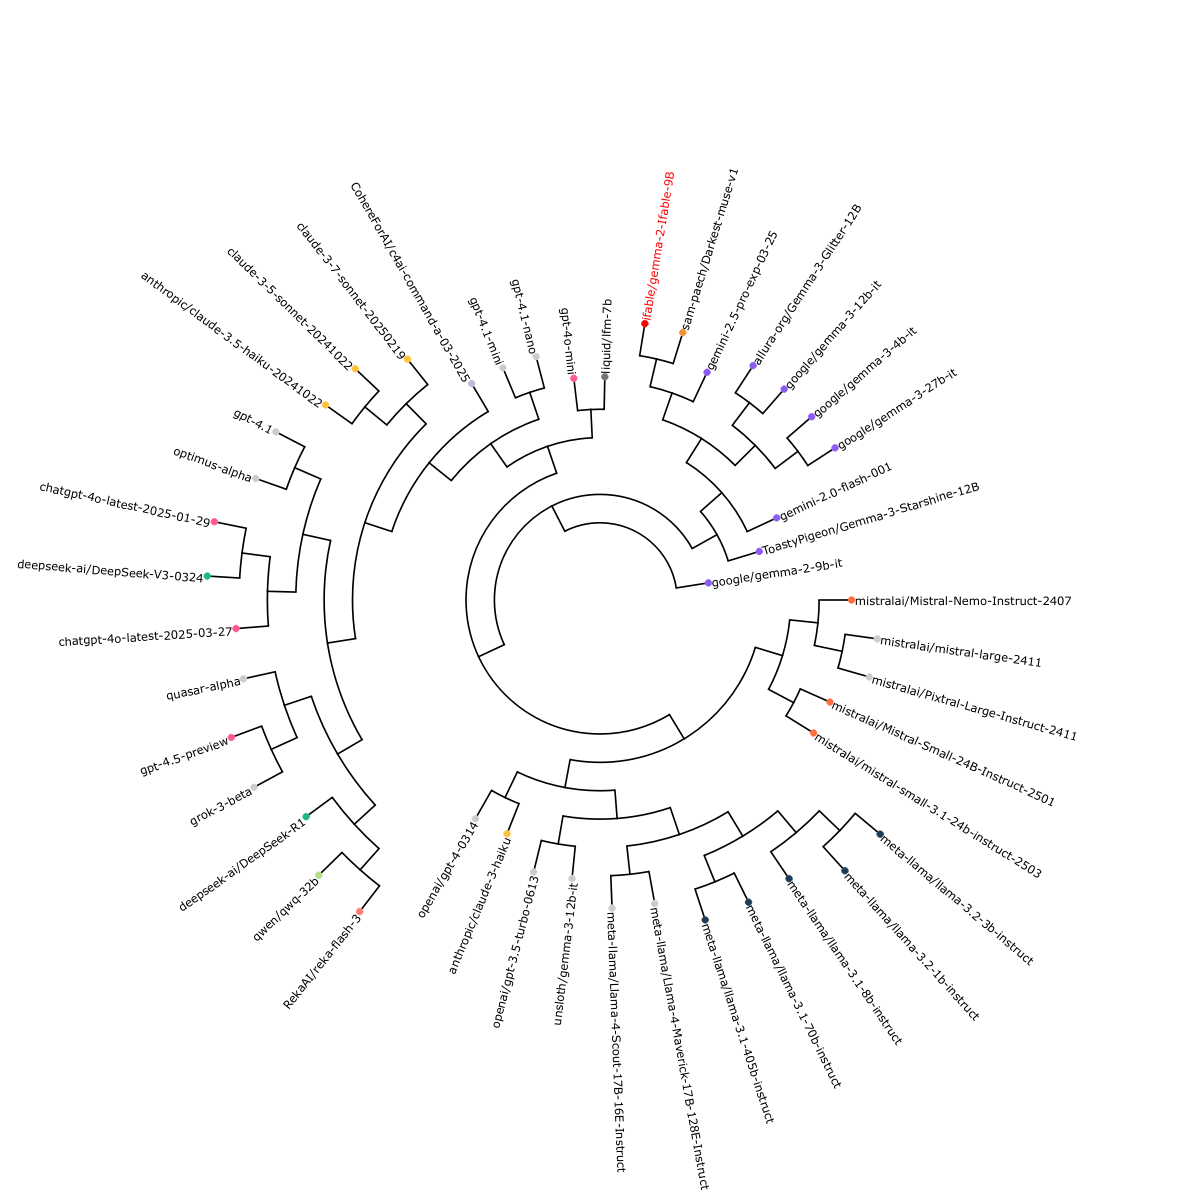 ifable/gemma-2-Ifable-9B
sam-paech/Darkest-muse-v1
gemini-2.5-pro-exp-03-25
allura-org/Gemma-3-Glitter-12B
google/gemma-3-12b-it
google/gemma-3-4b-it
google/gemma-3-27b-it
gemini-2.0-flash-001
ToastyPigeon/Gemma-3-Starshine-12B
google/gemma-2-9b-it
mistralai/Mistral-Nemo-Instruct-2407
mistralai/mistral-large-2411
mistralai/Pixtral-Large-Instruct-2411
mistralai/Mistral-Small-24B-Instruct-2501
mistralai/mistral-small-3.1-24b-instruct-2503
meta-llama/llama-3.2-3b-instruct
meta-llama/llama-3.2-1b-instruct
meta-llama/llama-3.1-8b-instruct
meta-llama/llama-3.1-70b-instruct
meta-llama/llama-3.1-405b-instruct
meta-llama/Llama-4-Maverick-17B-128E-Instruct
meta-llama/Llama-4-Scout-17B-16E-Instruct
unsloth/gemma-3-12b-it
openai/gpt-3.5-turbo-0613
anthropic/claude-3-haiku
openai/gpt-4-0314
RekaAI/reka-flash-3
qwen/qwq-32b
deepseek-ai/DeepSeek-R1
grok-3-beta
gpt-4.5-preview
quasar-alpha
chatgpt-4o-latest-2025-03-27
deepseek-ai/DeepSeek-V3-0324
chatgpt-4o-latest-2025-01-29
optimus-alpha
gpt-4.1
anthropic/claude-3.5-haiku-20241022
claude-3-5-sonnet-20241022
claude-3-7-sonnet-20250219
CohereForAI/c4ai-command-a-03-2025
gpt-4.1-mini
gpt-4.1-nano
gpt-4o-mini
liquid/lfm-7b